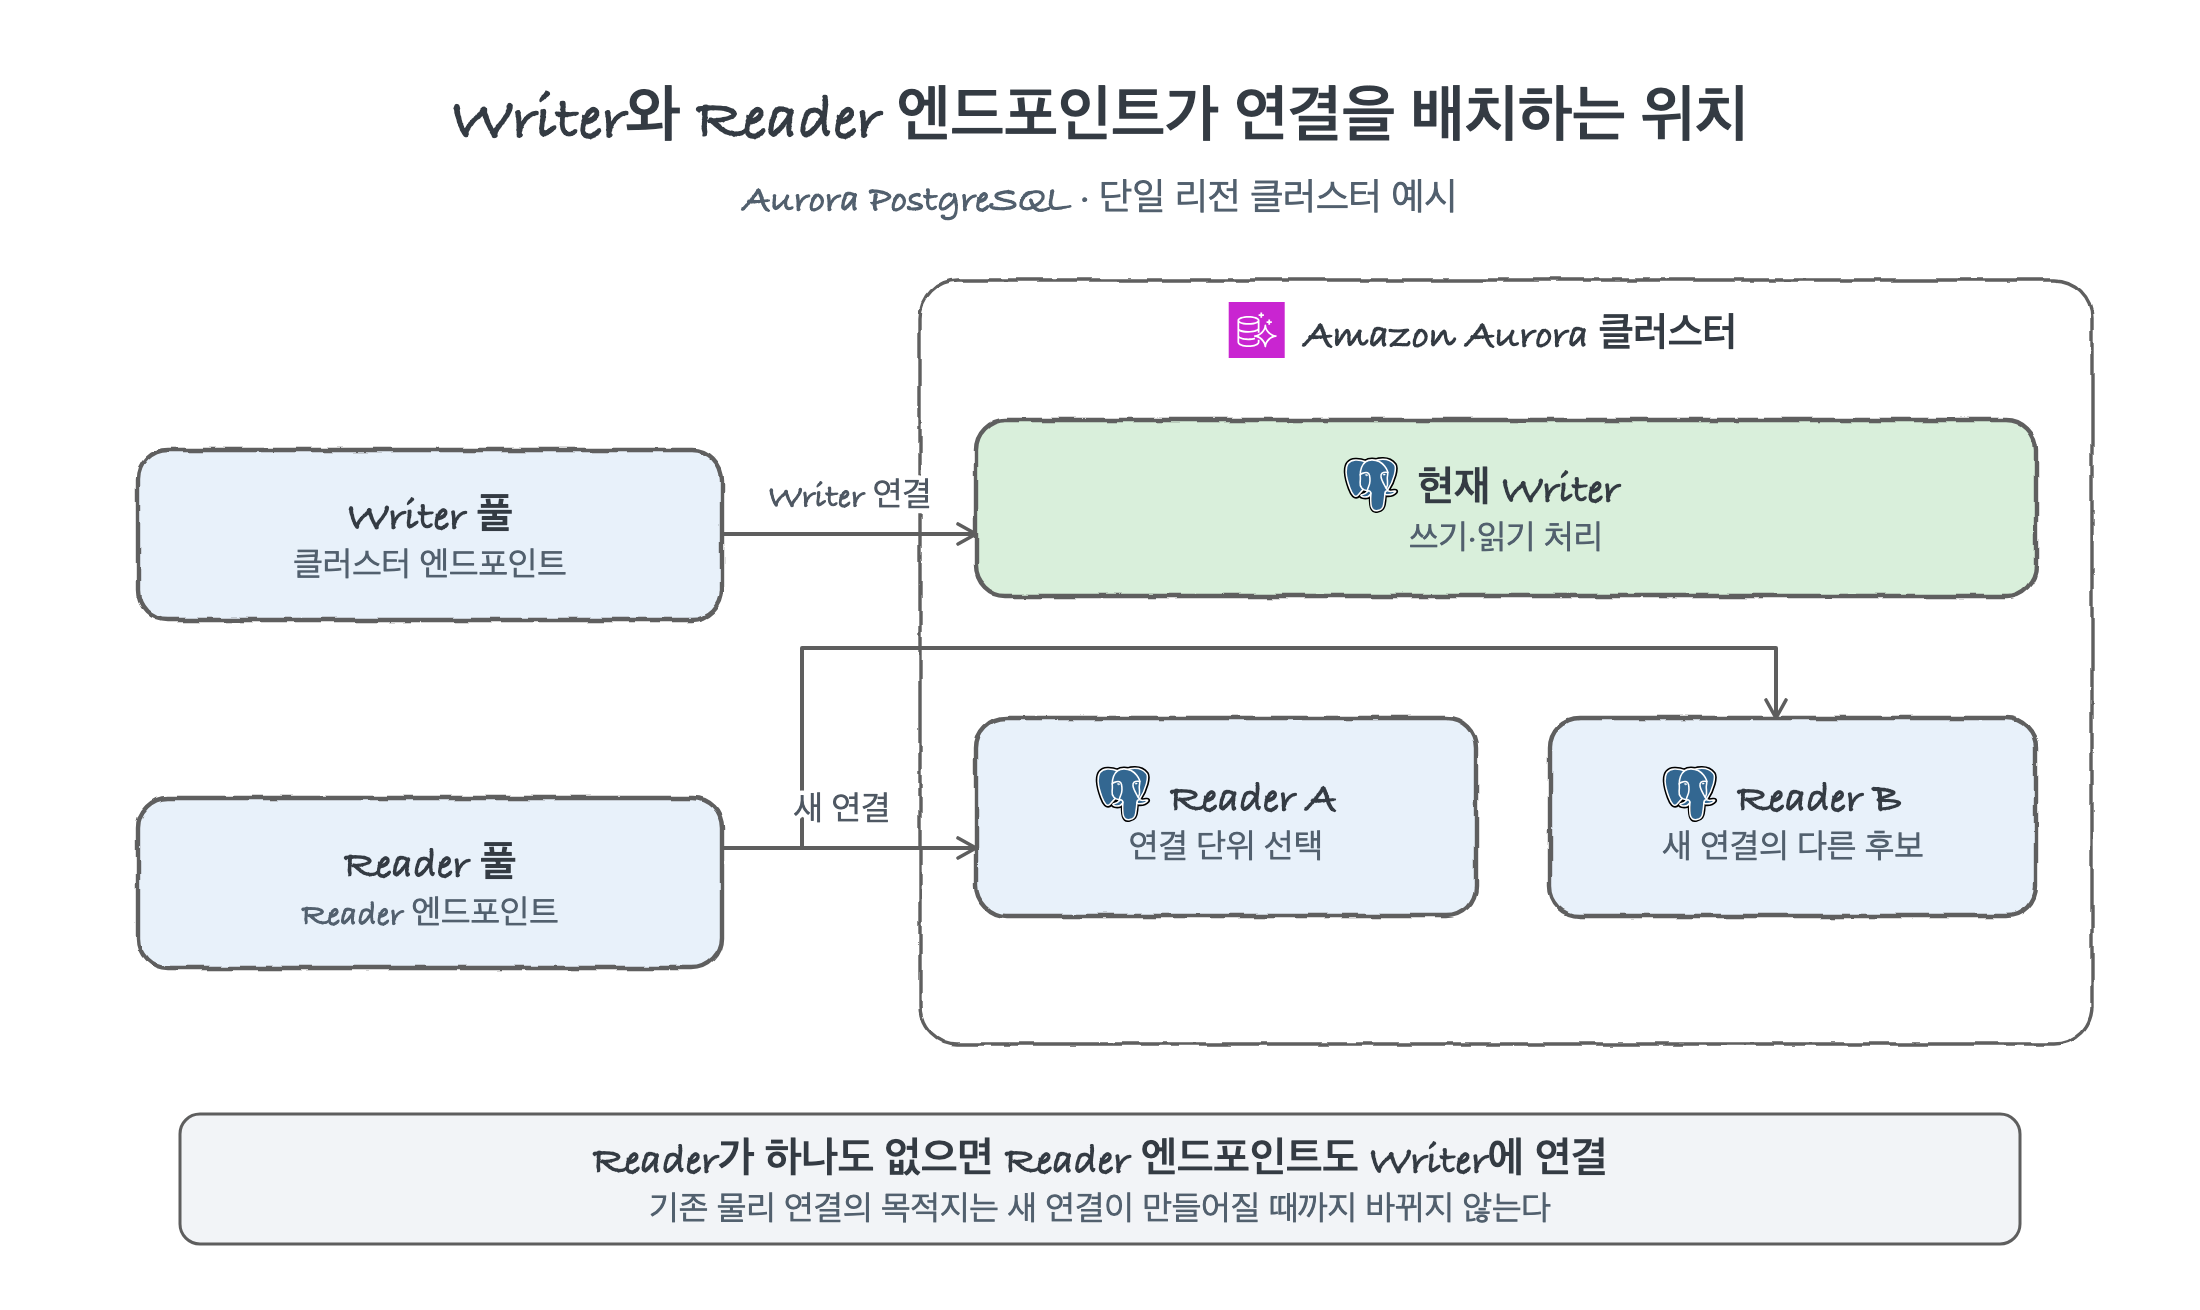 Writer와 Reader 엔드포인트가 연결을 배치하는 위치
Aurora PostgreSQL · 단일 리전 클러스터 예시
Amazon Aurora 클러스터
Writer 풀
클러스터 엔드포인트
Writer 연결
현재 Writer
쓰기·읽기 처리
Reader 풀
Reader 엔드포인트
새 연결
Reader A
연결 단위 선택
Reader B
새 연결의 다른 후보
Reader가 하나도 없으면 Reader 엔드포인트도 Writer에 연결
기존 물리 연결의 목적지는 새 연결이 만들어질 때까지 바뀌지 않는다